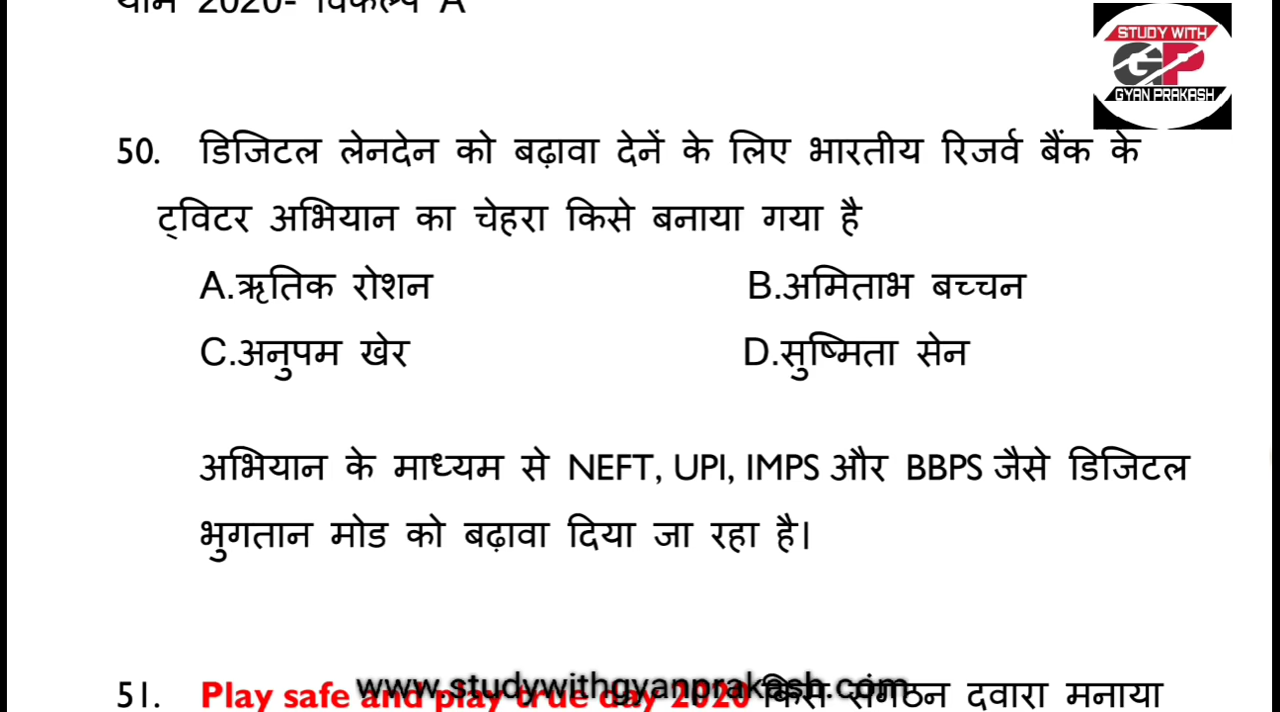 थीम 2020- विकल्प A
STUDY WITH
GP
GYAN PRAKASH
50. डिजिटल लेनदेन को बढ़ावा देनें के लिए भारतीय रिजर्व बैंक के
ट्विटर अभियान का चेहरा किसे बनाया गया है
A.ऋतिक रोशन B.अमिताभ बच्चन
C.अनुपम खेर D.सुष्मिता सेन
अभियान के माध्यम से NEFT, UPI, IMPS और BBPS जैसे डिजिटल
भुगतान मोड को बढ़ावा दिया जा रहा है।
51. Play safe and play true day 2020 किस संगठन दवारा मनाया
www.studywithgyanprakash.com